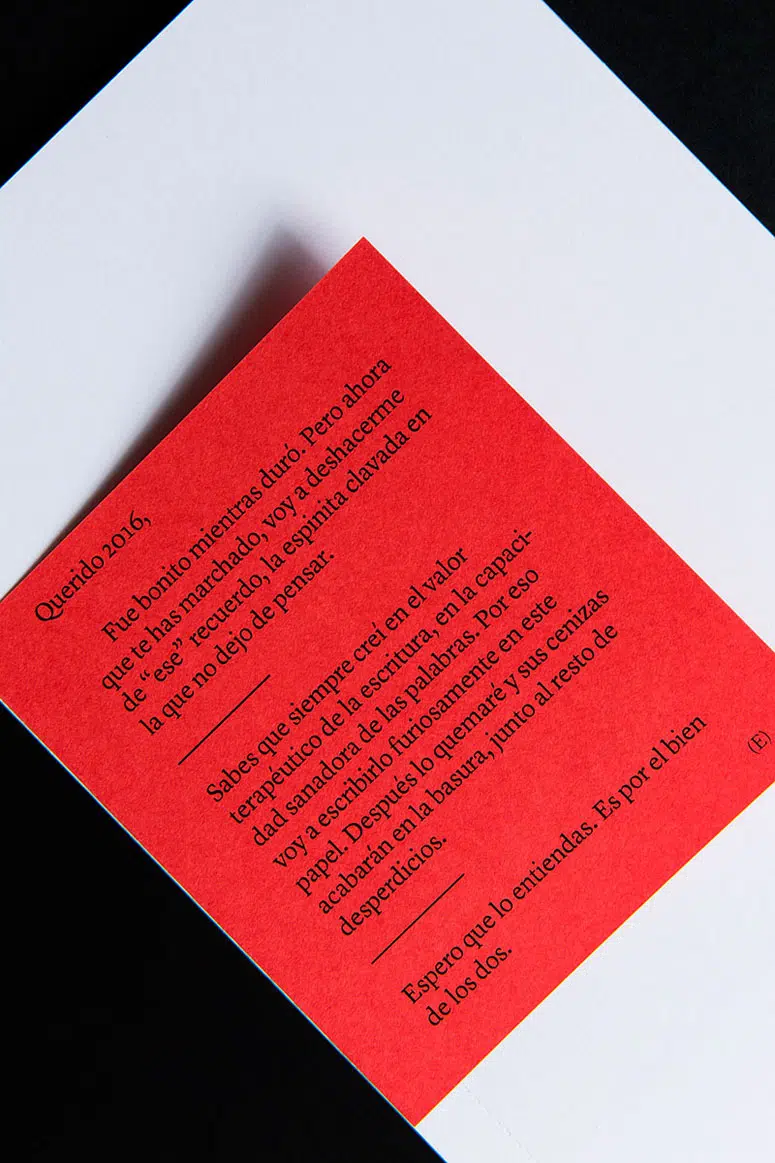 Querido 2016,
Fue bonito mientras duró. Pero ahora
que te has marchado, voy a deshacerme
de “ese” recuerdo, la espinita clavada en
la que no dejo de pensar.
Sabes que siempre creí en el valor
terapéutico de la escritura, en la capaci-
dad sanadora de las palabras. Por eso
voy a escribirlo furiosamente en este
papel. Después lo quemaré y sus cenizas
acabarán en la basura, junto al resto de
desperdicios.
Espero que lo entiendas. Es por el bien
de los dos.
(E)